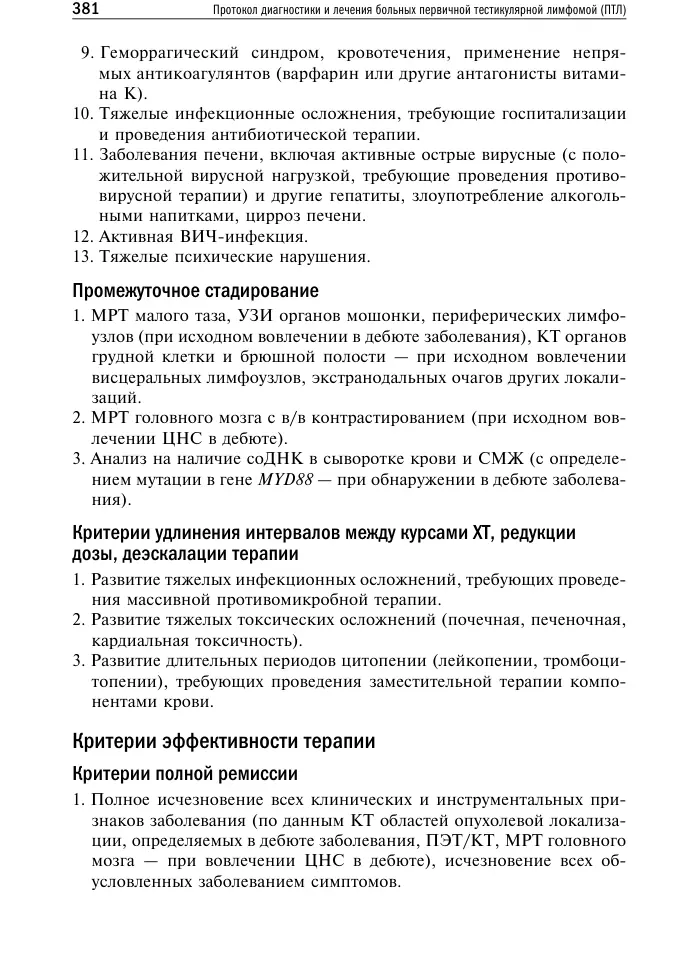 381
Протокол диагностики и лечения больных первичной тестикулярной лимфомой (ПТЛ)
9. Геморрагический синдром, кровотечения, применение непря-
мых антикоагулянтов (варфарин или другие антагонисты витами-
на К).
10. Тяжелые инфекционные осложнения, требующие госпитализации
и проведения антибиотической терапии.
11. Заболевания печени, включая активные острые вирусные (с поло-
жительной вирусной нагрузкой, требующие проведения противо-
вирусной терапии) и другие гепатиты, злоупотребление алкоголь-
ными напитками, цирроз печени.
12. Активная ВИЧ-инфекция.
13. Тяжелые психические нарушения.
Промежуточное стадирование
1. МРТ малого таза, УЗИ органов мошонки, периферических лимфо-
узлов (при исходном вовлечении в дебюте заболевания), КТ органов
грудной клетки и брюшной полости — при исходном вовлечении
висцеральных лимфоузлов, экстранодальных очагов других локали-
заций.
2. МРТ головного мозга с в/в контрастированием (при исходном вов-
лечении ЦНС в дебюте).
3. Анализ на наличие соДНК в сыворотке крови и СМЖ (с определе-
нием мутации в гене MYD88 — при обнаружении в дебюте заболева-
ния).
Критерии удлинения интервалов между курсами ХТ, редукции
дозы, деэскалации терапии
1. Развитие тяжелых инфекционных осложнений, требующих проведе-
ния массивной противомикробной терапии.
2. Развитие тяжелых токсических осложнений (почечная, печеночная,
кардиальная токсичность).
3. Развитие длительных периодов цитопении (лейкопении, тромбоци-
топении), требующих проведения заместительной терапии компо-
нентами крови.
Критерии эффективности терапии
Критерии полной ремиссии
1. Полное исчезновение всех клинических и инструментальных при-
знаков заболевания (по данным КТ областей опухолевой локализа-
ции, определяемых в дебюте заболевания, ПЭТ/КТ, МРТ головного
мозга — при вовлечении ЦНС в дебюте), исчезновение всех об-
условленных заболеванием симптомов.